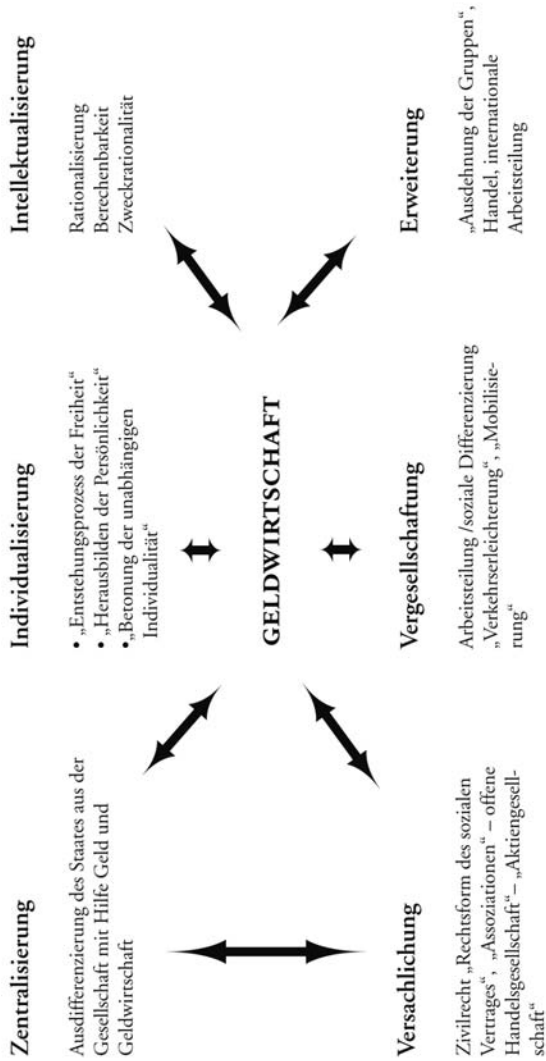 Zentralisierung
Ausdifferenzierung des Staates aus der
Gesellschaft mit Hilfe Geld und
Geldwirtschaft
Individualisierung
• „Entstehungsprozess der Freiheit“
• „Herausbilden der Persönlichkeit“
• „Betonung der unabhängigen
Individualität“
Intellektualisierung
Rationalisierung
Berechenbarkeit
Zweckrationalität
GELDWIRTSCHAFT
Versachlichung
Zivilrecht „Rechtsform des sozialen
Vertrages“, „Assoziationen“ – offene
Handelsgesellschaft“– „Aktiengesell-
schaft“
Vergesellschaftung
Arbeitsteilung /soziale Differenzierung
„Verkehrserleichterung“, „Mobilisie-
rung“
Erweiterung
„Ausdehnung der Gruppen“,
Handel, internationale
Arbeitsteilung